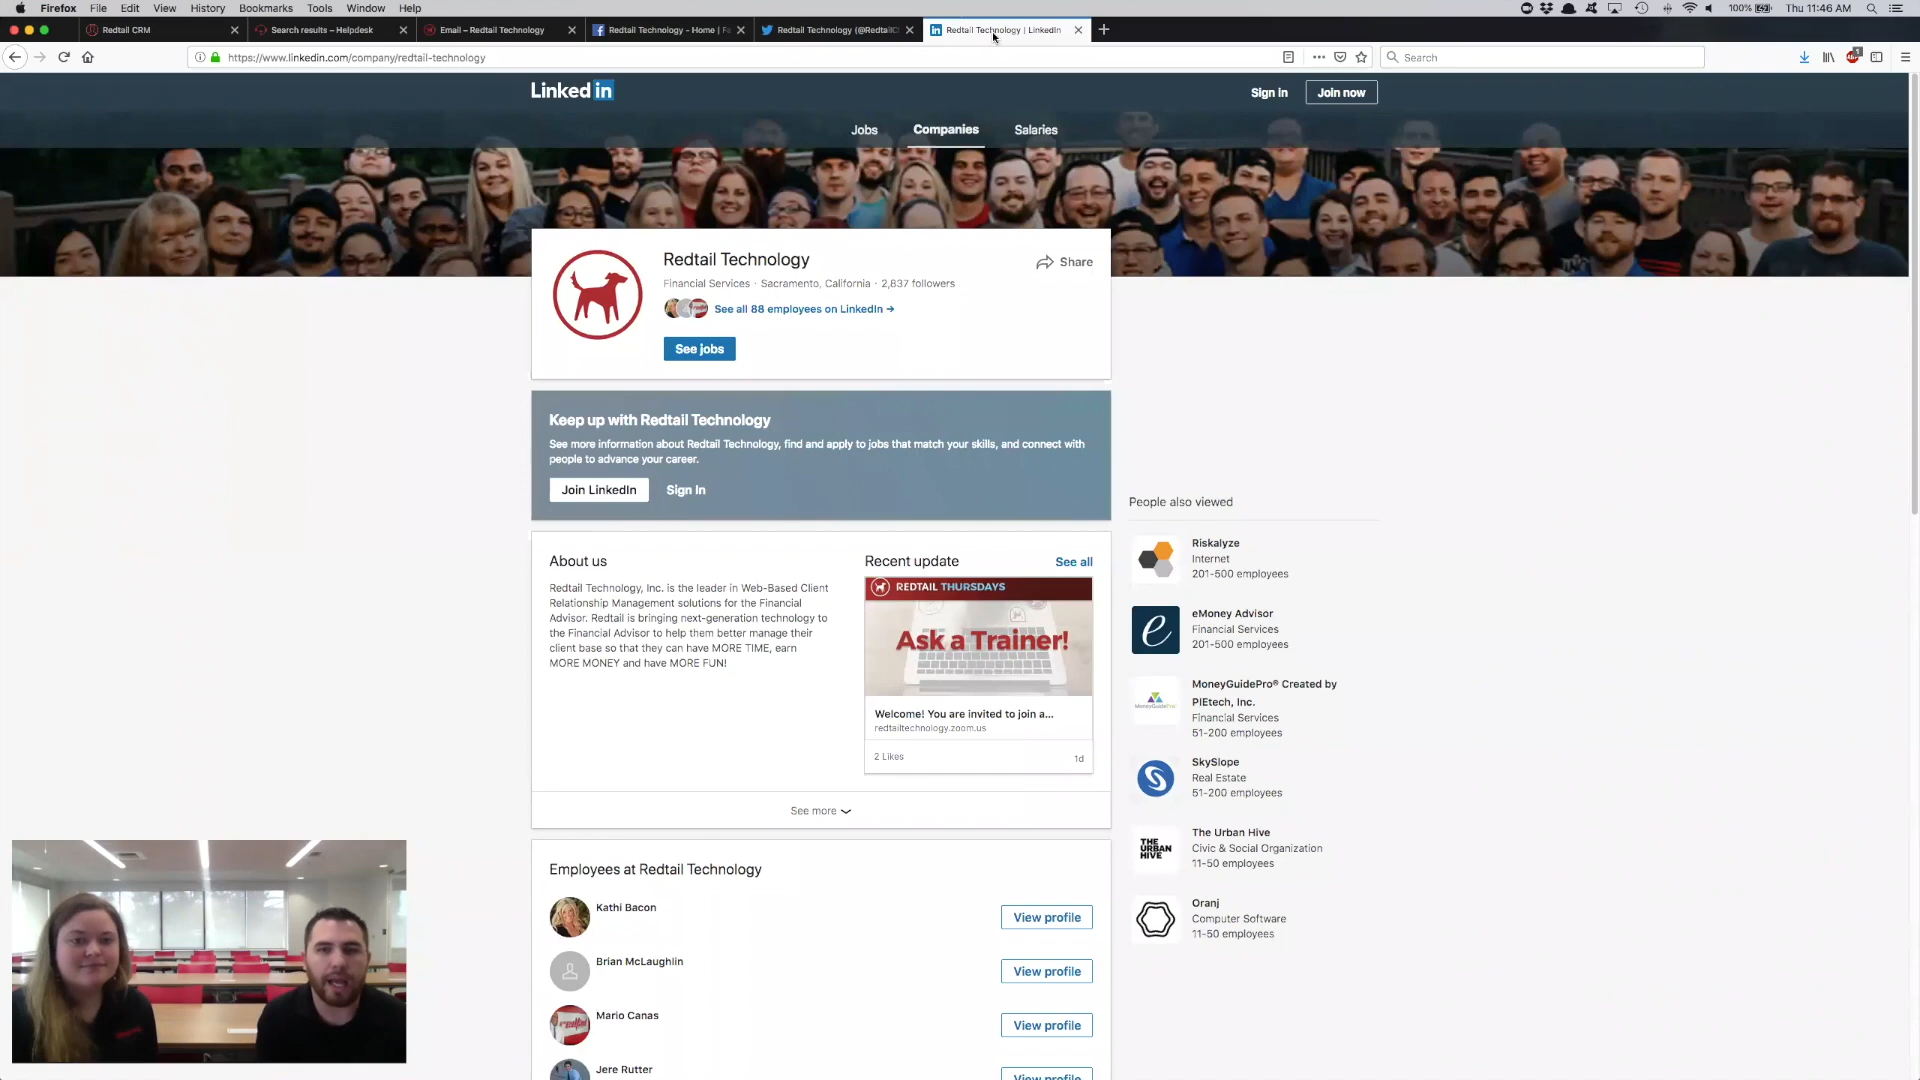 Firefox File Edit View History Bookmarks Tools Window Help
100% Thu 11:46 AM
Redtail CRM
Search results – Helpdesk
Email – Redtail Technology
Redtail Technology - Home | F
Redtail Technology (@Redtail
Redtail Technology | LinkedIn
https://www.linkedin.com/company/redtail-technology
Search
Linked in
Sign in
Join now
Jobs
Companies
Salaries
Redtail Technology
Share
Financial Services · Sacramento, California · 2,837 followers
See all 88 employees on LinkedIn →
See jobs
Keep up with Redtail Technology
See more information about Redtail Technology, find and apply to jobs that match your skills, and connect with
people to advance your career.
Join LinkedIn
Sign In
About us
Redtail Technology, Inc. is the leader in Web-Based Client
Relationship Management solutions for the Financial
Advisor. Redtail is bringing next-generation technology to
the Financial Advisor to help them better manage their
client base so that they can have MORE TIME, earn
MORE MONEY and have MORE FUN!
Recent update
See all
REDTAIL THURSDAYS
Ask a Trainer!
Welcome! You are invited to join a...
redtailtechnology.zoom.us
2 Likes
1d
See more
Employees at Redtail Technology
Kathi Bacon
View profile
Brian McLaughlin
View profile
Mario Canas
View profile
Jere Rutter
View profile
People also viewed
Riskalyze
Internet
201-500 employees
eMoney Advisor
Financial Services
201-500 employees
MoneyGuidePro® Created by
PIEtech, Inc.
Financial Services
51-200 employees
SkySlope
Real Estate
51-200 employees
THE
URBAN
HIVE
The Urban Hive
Civic & Social Organization
11-50 employees
Oranj
Computer Software
11-50 employees